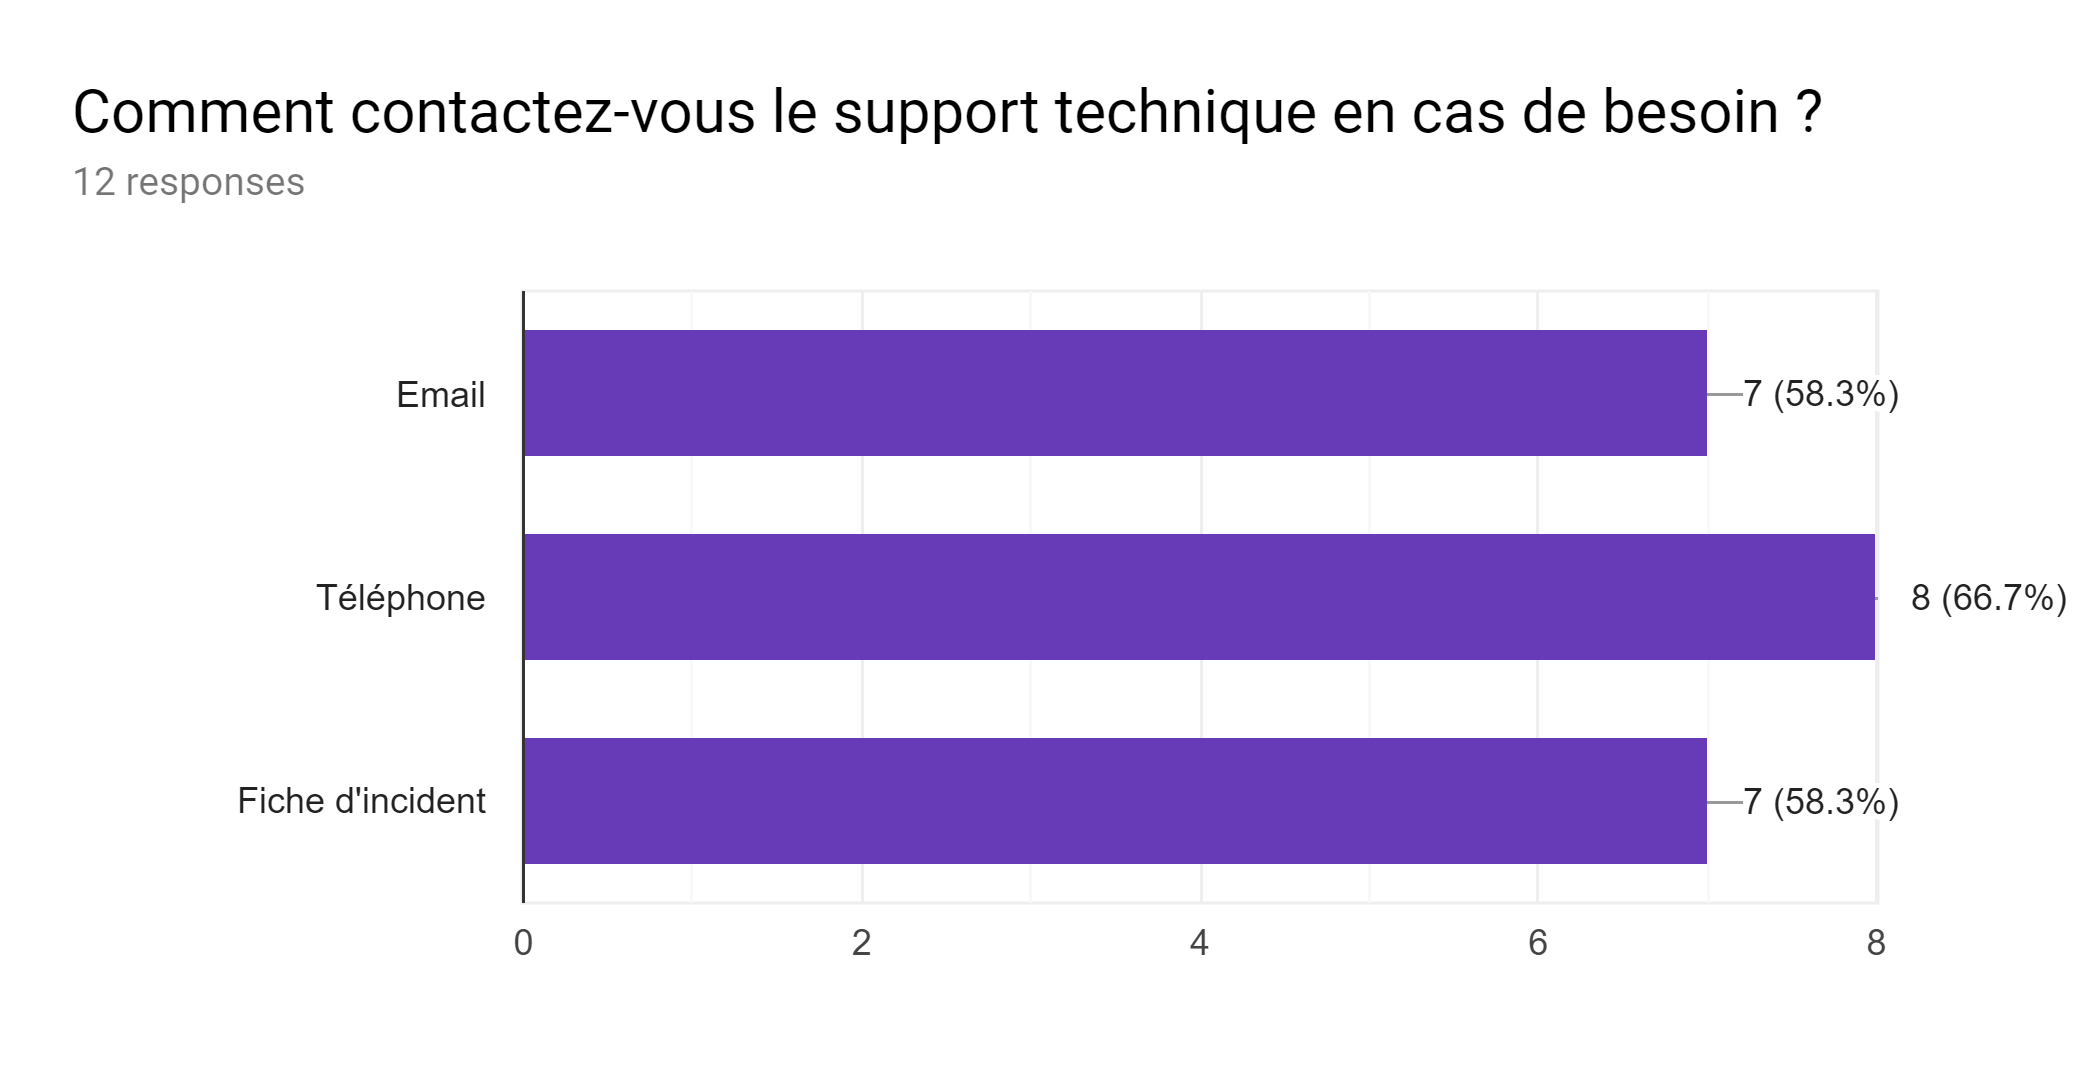 Comment contactez-vous le support technique en cas de besoin ?
12 responses
Email
7 (58.3%)
Téléphone
8 (66.7%)
Fiche d'incident
7 (58.3%)
0 2 4 6 8